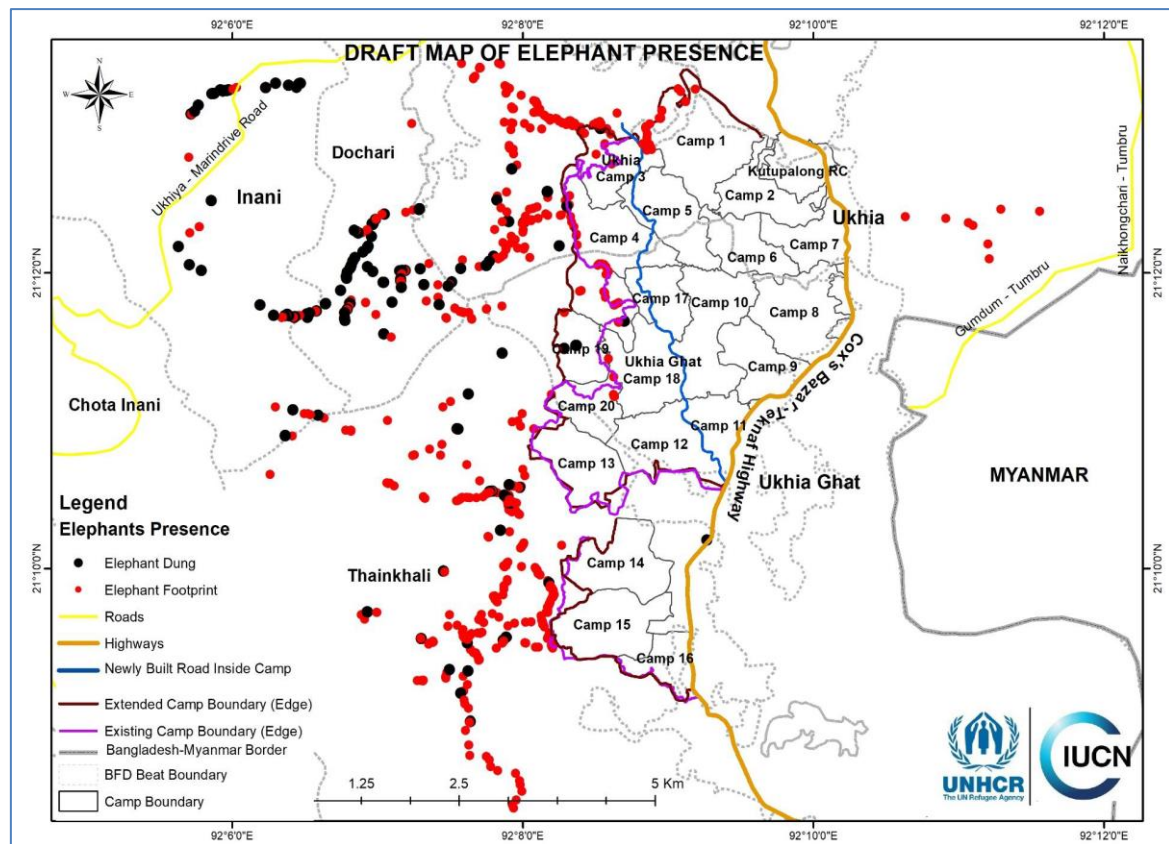 92°6'0"E
92°8'0"E
92°10'0"E
92°12'0"E
DRAFT MAP OF ELEPHANT PRESENCE
N
W
E
S
Ukhiya - Marindrive Road
Dochari
Inani
Camp 1
Ukhia
Camp 3
Kutupalong RC
Camp 2
Camp 5
Ukhia
Camp 4
Camp 7
Camp 6
Naikhongchari - Tumbru
21°12'0"N
21°12'0"N
Camp 17
Camp 10
Camp 8
Gumdum - Tumbru
Camp 19
Ukhia Ghat
Camp 18
Camp 9
Cox's Bazar-Teknaf Highway
Chota Inani
Camp 20
Camp 11
Camp 12
Camp 13
Ukhia Ghat
MYANMAR
Legend
Elephants Presence
Elephant Dung
Elephant Footprint
Roads
Highways
Newly Built Road Inside Camp
Extended Camp Boundary (Edge)
Existing Camp Boundary (Edge)
Bangladesh-Myanmar Border
BFD Beat Boundary
Camp Boundary
21°10'0"N
21°10'0"N
Thainkhali
Camp 14
Camp 15
Camp 16
1.25
2.5
5 Km
UNHCR
The UN Refugee Agency
IUCN
92°6'0"E
92°8'0"E
92°10'0"E
92°12'0"E